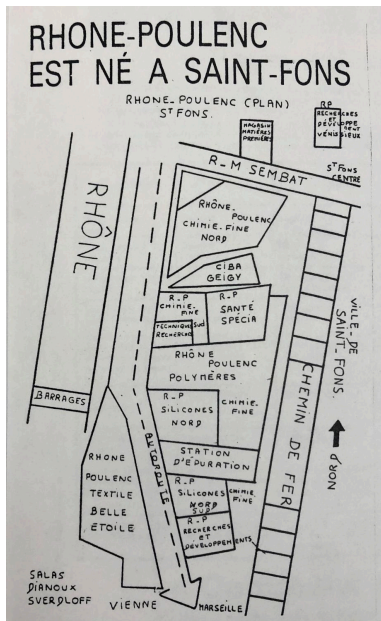 RHONE-POULENC
EST NÉ A SAINT-FONS
RHONE-POULENC (PLAN)
ST FONS.
RP
RECHERCHES
ET
DÉVELOPPE
MENT
VÉNISSIEUX
MAGASIN
MATIÈRES
PREMIÈRES
R-M SEMBAT
ST FONS
CENTRE
RHÔNE
RHÔNE-
POULENC
CHIMIE-FINE
NORD
CIBA
GEIGY
R-P
CHIMIE-
FINE
R-P
SANTÉ
SPECIA
TECHNIQUE
RECHERCHE
SUD
RHÔNE
POULENC
POLYMÈRES
VILLE DE
SAINT-FONS.
CHEMIN DE FER
BARRAGES
R-P
SILICONES
NORD
CHIMIE-
FINE
NORD
STATION
D'ÉPURATION
AUTOROUTE
RHONE
POULENC
TEXTILE
BELLE
ETOILE
R-P
SILICONES
NORD
SUD
CHIMIE-
FINE
R-P
RECHERCHES
ET
DÉVELOPPEMENTS
SALAS
DIANOUX
SVERDLOFF
VIENNE
MARSEILLE